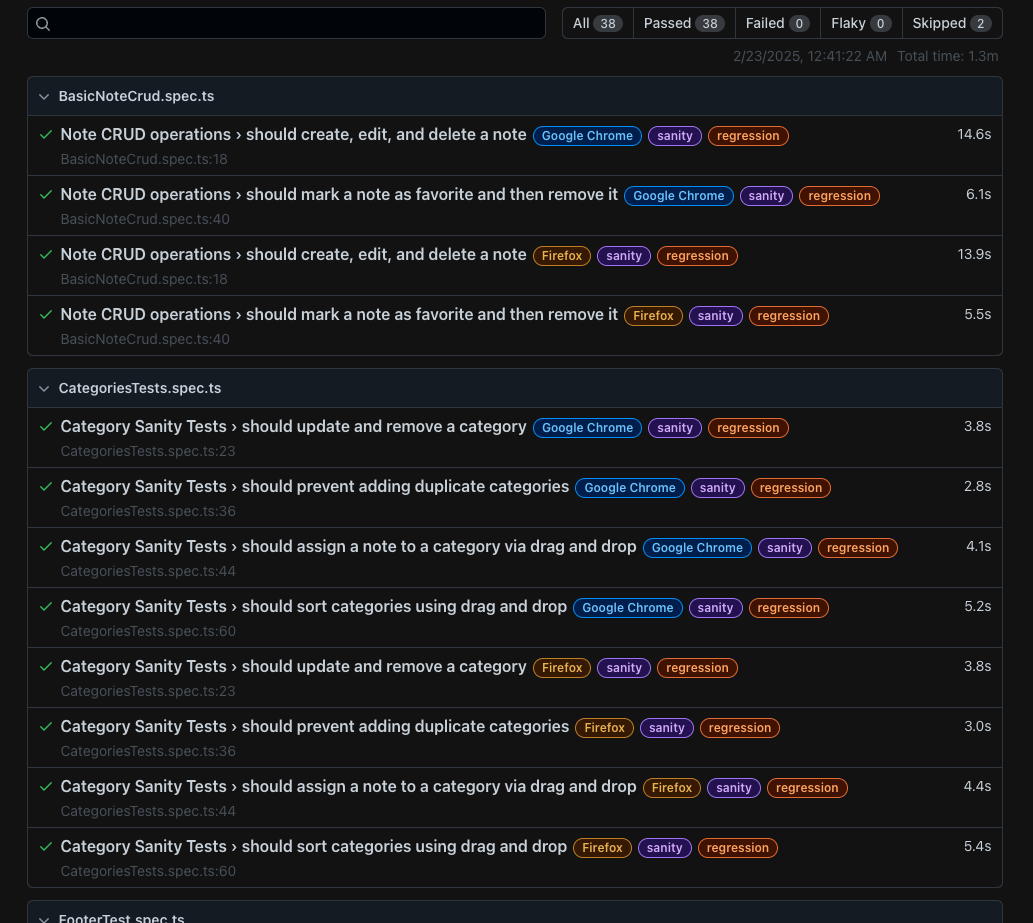 All 38 Passed 38 Failed 0 Flaky 0 Skipped 2
2/23/2025, 12:41:22 AM Total time: 1.3m
BasicNoteCrud.spec.ts
Note CRUD operations › should create, edit, and delete a note Google Chrome sanity regression 14.6s
BasicNoteCrud.spec.ts:18
Note CRUD operations › should mark a note as favorite and then remove it Google Chrome sanity regression 6.1s
BasicNoteCrud.spec.ts:40
Note CRUD operations › should create, edit, and delete a note Firefox sanity regression 13.9s
BasicNoteCrud.spec.ts:18
Note CRUD operations › should mark a note as favorite and then remove it Firefox sanity regression 5.5s
BasicNoteCrud.spec.ts:40
CategoriesTests.spec.ts
Category Sanity Tests › should update and remove a category Google Chrome sanity regression 3.8s
CategoriesTests.spec.ts:23
Category Sanity Tests › should prevent adding duplicate categories Google Chrome sanity regression 2.8s
CategoriesTests.spec.ts:36
Category Sanity Tests › should assign a note to a category via drag and drop Google Chrome sanity regression 4.1s
CategoriesTests.spec.ts:44
Category Sanity Tests › should sort categories using drag and drop Google Chrome sanity regression 5.2s
CategoriesTests.spec.ts:60
Category Sanity Tests › should update and remove a category Firefox sanity regression 3.8s
CategoriesTests.spec.ts:23
Category Sanity Tests › should prevent adding duplicate categories Firefox sanity regression 3.0s
CategoriesTests.spec.ts:36
Category Sanity Tests › should assign a note to a category via drag and drop Firefox sanity regression 4.4s
CategoriesTests.spec.ts:44
Category Sanity Tests › should sort categories using drag and drop Firefox sanity regression 5.4s
CategoriesTests.spec.ts:60
FooterTest.spec.ts